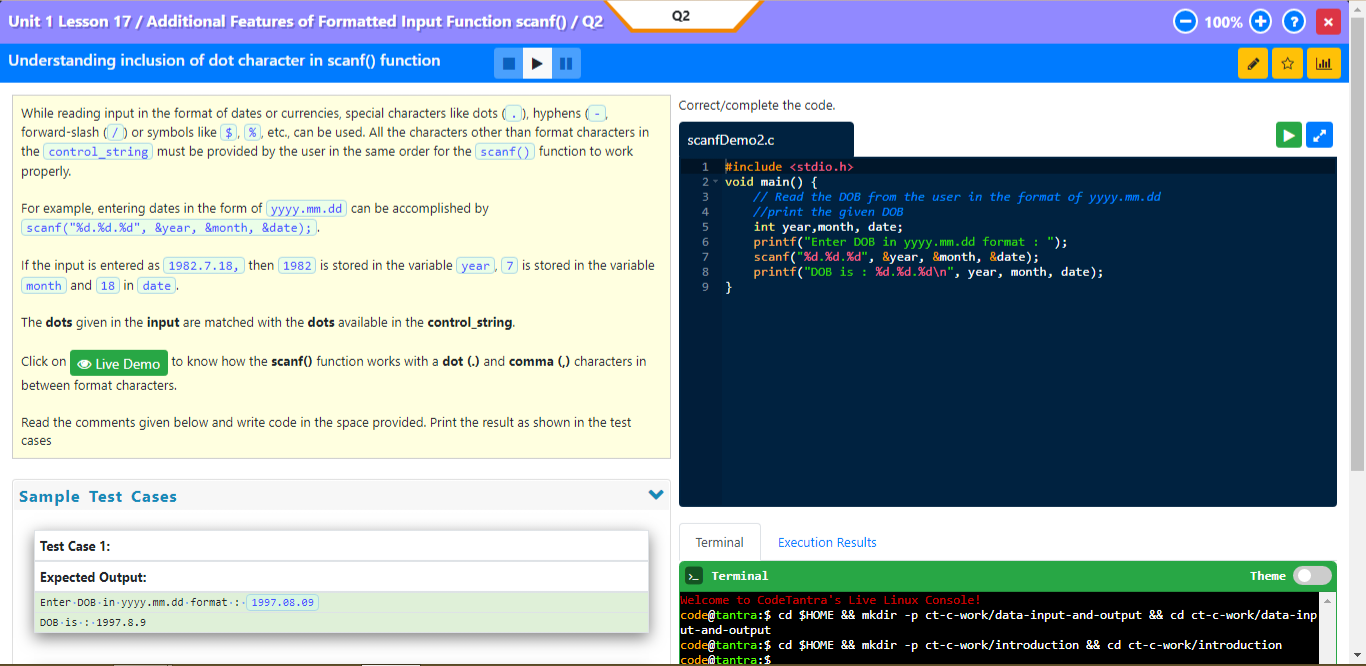 Unit 1 Lesson 17 / Additional Features of Formatted Input Function scanf() / Q2
Q2
100%
Understanding inclusion of dot character in scanf() function
While reading input in the format of dates or currencies, special characters like dots ( . ), hyphens ( - ,
forward-slash ( / ) or symbols like $ , % , etc., can be used. All the characters other than format characters in
the control_string must be provided by the user in the same order for the scanf() function to work
properly.
For example, entering dates in the form of yyyy.mm.dd can be accomplished by
scanf("%d.%d.%d", &year, &month, &date); .
If the input is entered as 1982.7.18, then 1982 is stored in the variable year , 7 is stored in the variable
month and 18 in date .
The dots given in the input are matched with the dots available in the control_string.
Click on Live Demo to know how the scanf() function works with a dot (.) and comma (,) characters in
between format characters.
Read the comments given below and write code in the space provided. Print the result as shown in the test
cases
Sample Test Cases
Test Case 1:
Expected Output:
Enter·DOB·in·yyyy.mm.dd·format·:· 1997.08.09
DOB·is·:·1997.8.9
Correct/complete the code.
scanfDemo2.c
1 #include <stdio.h>
2 void main() {
3 // Read the DOB from the user in the format of yyyy.mm.dd
4 //print the given DOB
5 int year,month, date;
6 printf("Enter DOB in yyyy.mm.dd format : ");
7 scanf("%d.%d.%d", &year, &month, &date);
8 printf("DOB is : %d.%d.%d\n", year, month, date);
9 }
Terminal
Execution Results
Terminal
Theme
Welcome to CodeTantra's Live Linux Console!
code@tantra:$ cd $HOME && mkdir -p ct-c-work/data-input-and-output && cd ct-c-work/data-inp
ut-and-output
code@tantra:$ cd $HOME && mkdir -p ct-c-work/introduction && cd ct-c-work/introduction
code@tantra:$